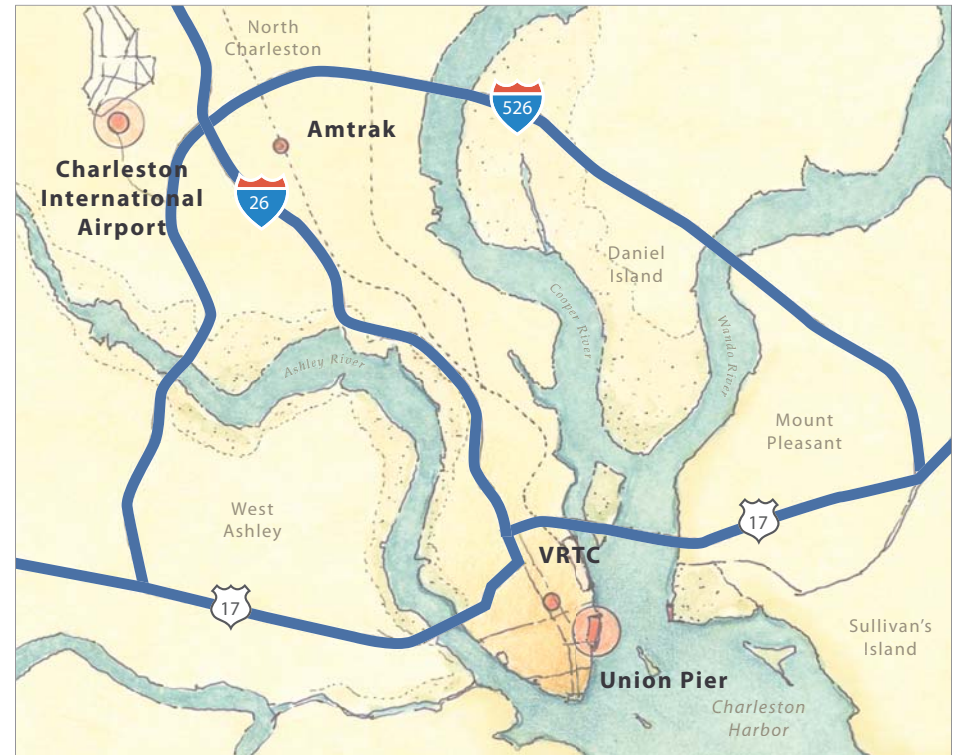 North
Charleston
526
Amtrak
Charleston
International
Airport
26
Daniel
Island
Cooper River
Wando River
Ashley River
Mount
Pleasant
West
Ashley
17
VRTC
17
Sullivan's
Island
Union Pier
Charleston
Harbor